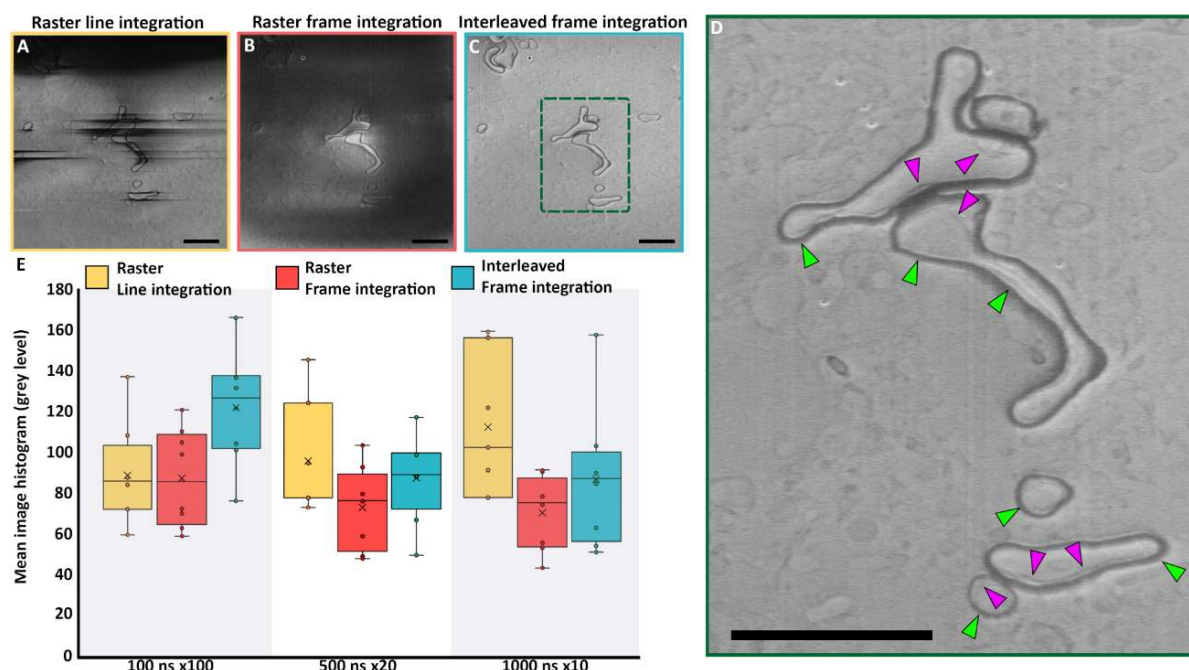 Raster line integration
Raster frame integration
Interleaved frame integration
A
B
C
D
E
Raster
Line integration
Raster
Frame integration
Interleaved
Frame integration
Mean image histogram (grey level)
180
160
140
120
100
80
60
40
20
0
100 ns x100
500 ns x20
1000 ns x10